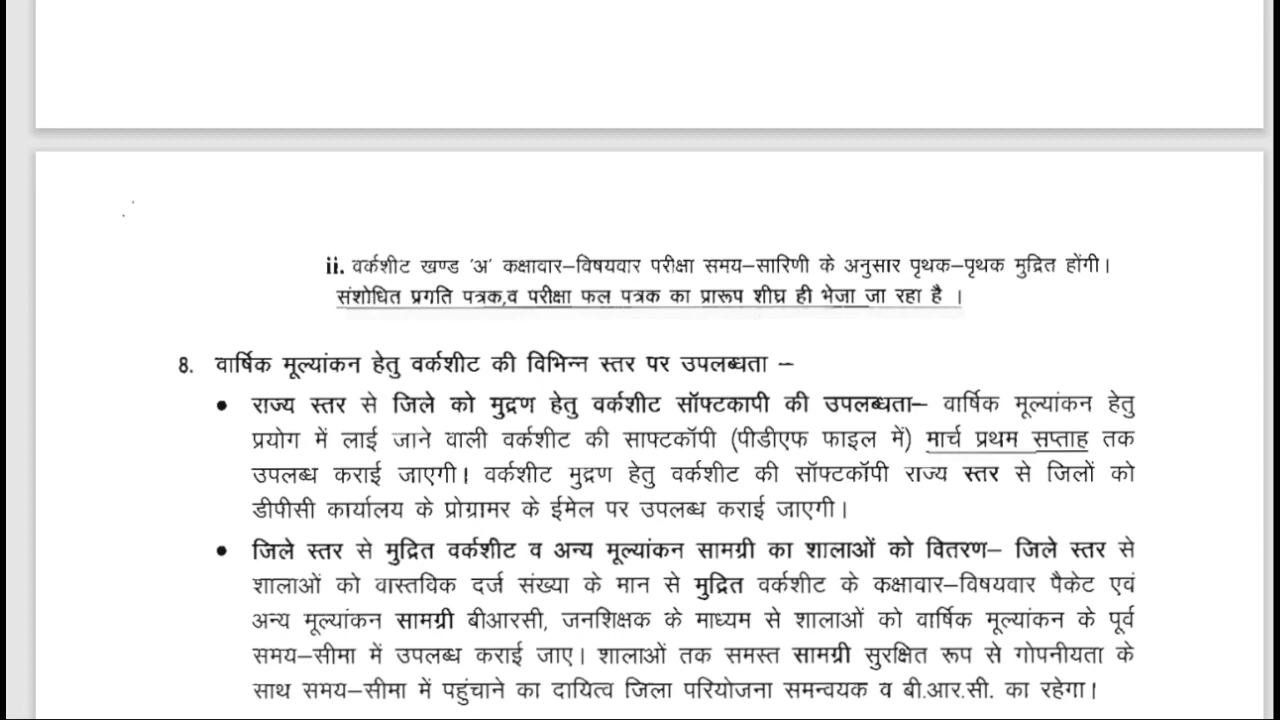 ii. वर्कशीट खण्ड 'अ' कक्षावार–विषयवार परीक्षा समय–सारिणी के अनुसार पृथक–पृथक मुद्रित होंगी।
संशोधित प्रगति पत्रक,व परीक्षा फल पत्रक का प्रारूप शीघ्र ही भेजा जा रहा है ।
8. वार्षिक मूल्यांकन हेतु वर्कशीट की विभिन्न स्तर पर उपलब्धता –
• राज्य स्तर से जिले को मुद्रण हेतु वर्कशीट सॉफ्टकापी की उपलब्धता– वार्षिक मूल्यांकन हेतु
प्रयोग में लाई जाने वाली वर्कशीट की साफ्टकॉपी (पीडीएफ फाइल में) मार्च प्रथम सप्ताह तक
उपलब्ध कराई जाएगी। वर्कशीट मुद्रण हेतु वर्कशीट की सॉफ्टकॉपी राज्य स्तर से जिलों को
डीपीसी कार्यालय के प्रोग्रामर के ईमेल पर उपलब्ध कराई जाएगी।
• जिले स्तर से मुद्रित वर्कशीट व अन्य मूल्यांकन सामग्री का शालाओं को वितरण– जिले स्तर से
शालाओं को वास्तविक दर्ज संख्या के मान से मुद्रित वर्कशीट के कक्षावार–विषयवार पैकेट एवं
अन्य मूल्यांकन सामग्री बीआरसी, जनशिक्षक के माध्यम से शालाओं को वार्षिक मूल्यांकन के पूर्व
समय–सीमा में उपलब्ध कराई जाए। शालाओं तक समस्त सामग्री सुरक्षित रूप से गोपनीयता के
साथ समय–सीमा में पहुंचाने का दायित्व जिला परियोजना समन्वयक व बी.आर.सी. का रहेगा।